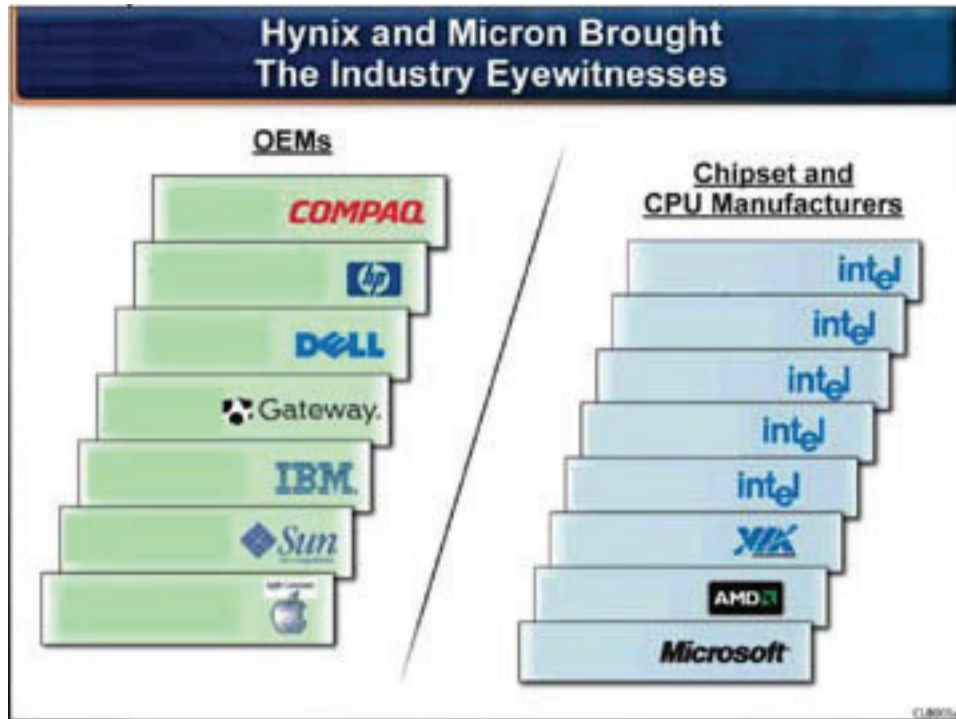 Hynix and Micron Brought
The Industry Eyewitnesses
OEMs
COMPAQ
hp
DELL
Gateway.
IBM.
Sun
Chipset and
CPU Manufacturers
intel
intel
intel
intel
intel
VIA
AMD
Microsoft